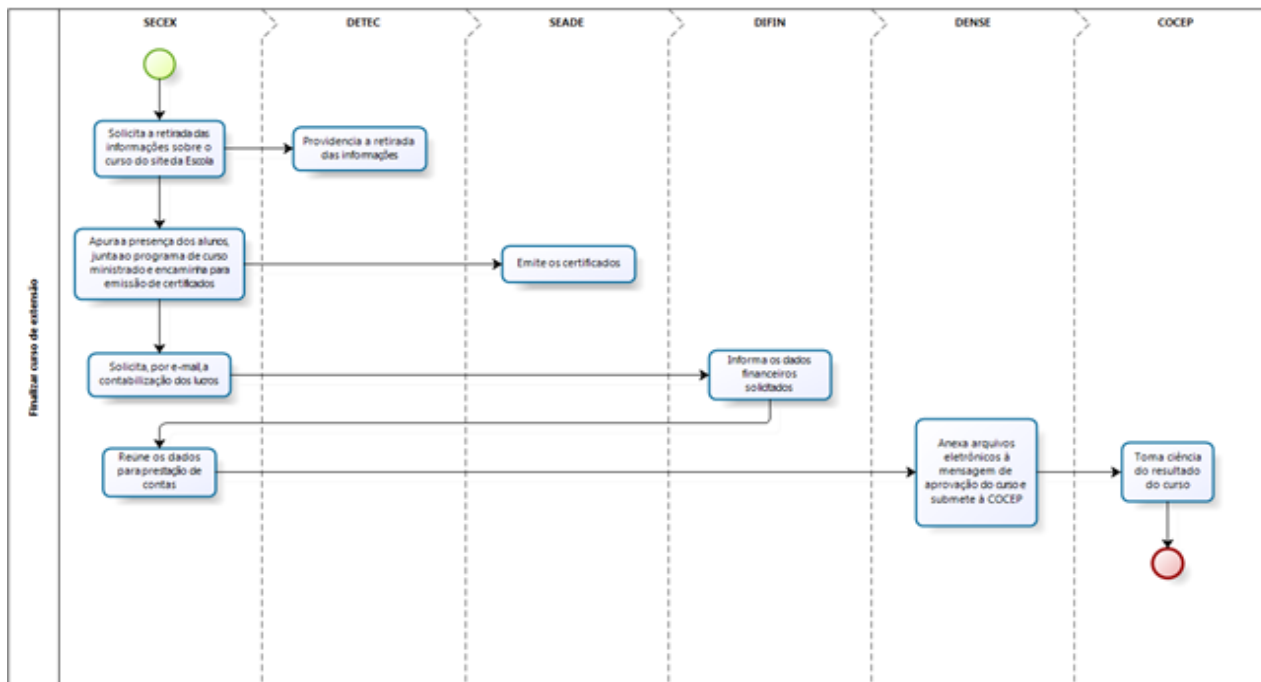 SECEX
DETEC
SEADE
DIFIN
DENSE
COCEP
Finalizar curso de extensão
Solicita a retirada das
informações sobre o
curso do site da Escola
Providencia a retirada
das informações
Apura a presença dos alunos,
junta ao programa de curso
ministrado e encaminha para
emissão de certificados
Emite os certificados
Solicita, por e-mail, a
contabilização dos lucros
Informa os dados
financeiros
solicitados
Reúne os dados
para prestação de
contas
Anexa arquivos
eletrônicos à
mensagem de
aprovação do curso e
submete à COCEP
Toma ciência
do resultado
do curso